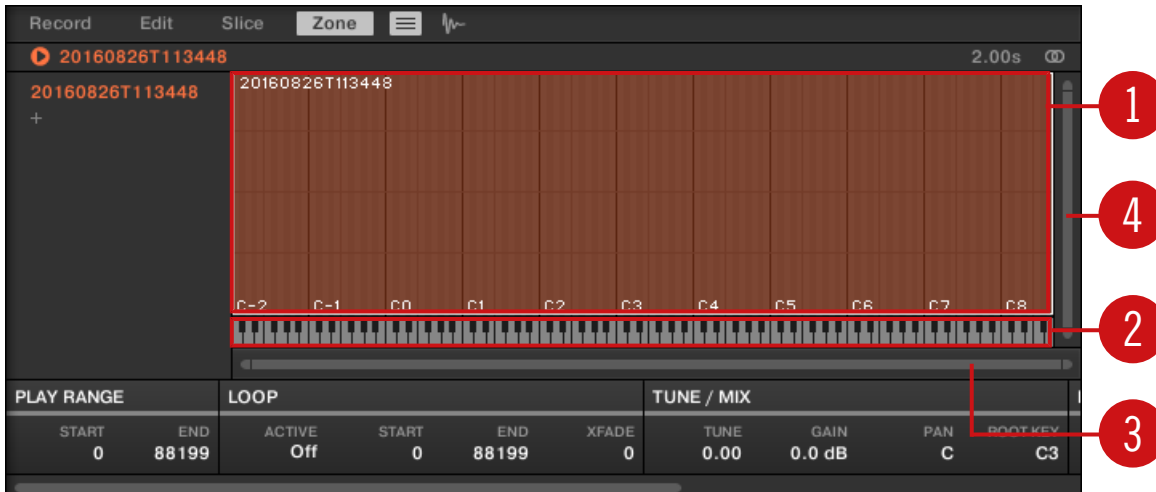 Record Edit Slice Zone
20160826T113448 2.00s
20160826T113448
+
20160826T113448
1
4
C-2 C-1 C0 C1 C2 C3 C4 C5 C6 C7 C8
2
PLAY RANGE LOOP TUNE / MIX
START END ACTIVE START END XFADE TUNE GAIN PAN ROOT KEY
0 88199 Off 0 88199 0 0.00 0.0 dB C C3
3